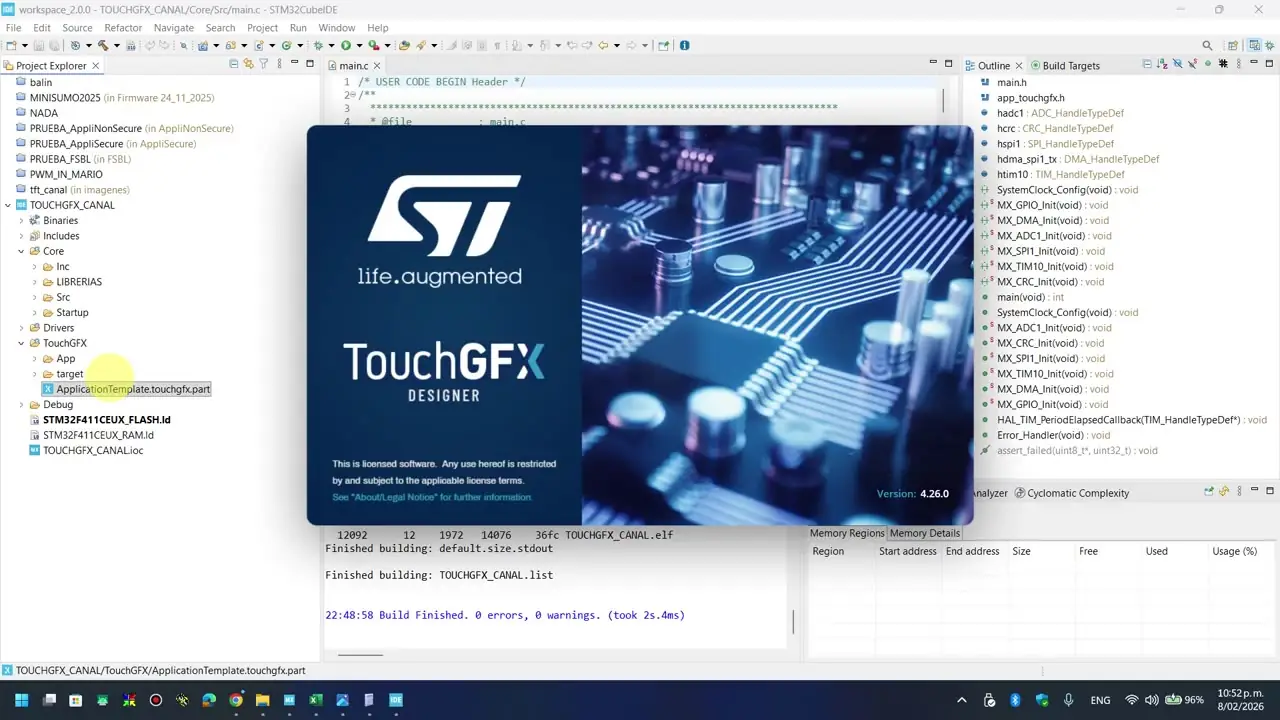 workspace_2.0.0 - TOUCHGFX_CANAL/Core/Src/main.c - STM32CubeIDE
File Edit Source Refactor Navigate Search Project Run Window Help
Project Explorer
balin
MINISUMO2025 (in Firmware 24_11_2025)
NADA
PRUEBA_AppliNonSecure (in AppliNonSecure)
PRUEBA_AppliSecure (in AppliSecure)
PRUEBA_FSBL (in FSBL)
PWM_IN_MARIO
tft_canal (in imagenes)
TOUCHGFX_CANAL
Binaries
Includes
Core
Inc
LIBRERIAS
Src
Startup
Drivers
TouchGFX
App
target
ApplicationTemplate.touchgfx.part
Debug
STM32F411CEUX_FLASH.ld
STM32F411CEUX_RAM.ld
TOUCHGFX_CANAL.ioc
main.c
1 /* USER CODE BEGIN Header */
2 /**
3 ******************************************************************************
4 * @file : main.c
ST
life.augmented
TouchGFX
DESIGNER
This is licensed software. Any use hereof is restricted
by and subject to the applicable license terms.
See "About/Legal Notice" for further information.
Version: 4.26.0
12092 12 1972 14076 36fc TOUCHGFX_CANAL.elf
Finished building: default.size.stdout
Finished building: TOUCHGFX_CANAL.list
22:48:58 Build Finished. 0 errors, 0 warnings. (took 2s.4ms)
Outline Build Targets
main.h
app_touchgfx.h
hadc1 : ADC_HandleTypeDef
hcrc : CRC_HandleTypeDef
hspi1 : SPI_HandleTypeDef
hdma_spi1_tx : DMA_HandleTypeDef
htim10 : TIM_HandleTypeDef
SystemClock_Config(void) : void
MX_GPIO_Init(void) : void
MX_DMA_Init(void) : void
MX_ADC1_Init(void) : void
MX_SPI1_Init(void) : void
MX_TIM10_Init(void) : void
MX_CRC_Init(void) : void
main(void) : int
SystemClock_Config(void) : void
MX_ADC1_Init(void) : void
MX_CRC_Init(void) : void
MX_SPI1_Init(void) : void
MX_TIM10_Init(void) : void
MX_DMA_Init(void) : void
MX_GPIO_Init(void) : void
HAL_TIM_PeriodElapsedCallback(TIM_HandleTypeDef*) : void
Error_Handler(void) : void
assert_failed(uint8_t*, uint32_t) : void
Analyzer Cyclomatic Complexity
Memory Regions Memory Details
Region Start address End address Size Free Used Usage (%)
TOUCHGFX_CANAL/TouchGFX/ApplicationTemplate.touchgfx.part
ENG 96% 10:52 p.m.
8/02/2026